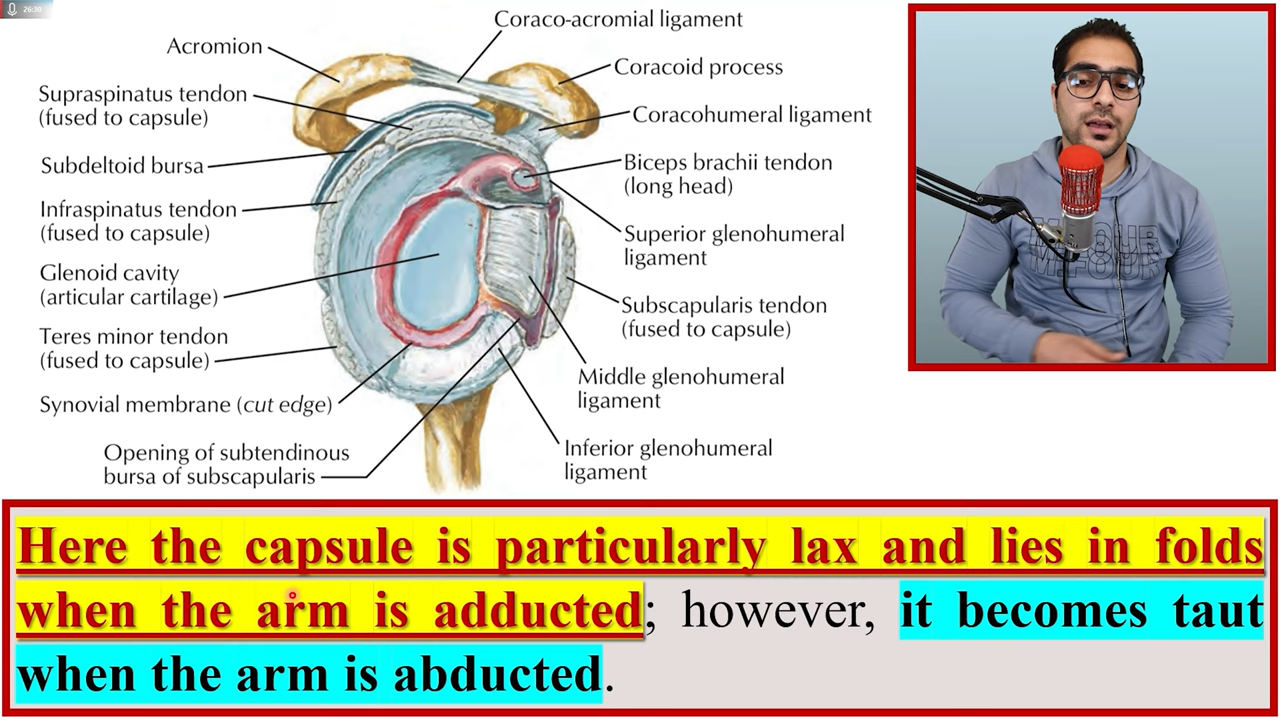 26:30
Coraco-acromial ligament
Acromion
Coracoid process
Supraspinatus tendon
(fused to capsule)
Coracohumeral ligament
Subdeltoid bursa
Biceps brachii tendon
(long head)
Infraspinatus tendon
(fused to capsule)
Superior glenohumeral
ligament
Glenoid cavity
(articular cartilage)
Subscapularis tendon
(fused to capsule)
Teres minor tendon
(fused to capsule)
Middle glenohumeral
ligament
Synovial membrane (cut edge)
Opening of subtendinous
bursa of subscapularis
Inferior glenohumeral
ligament
M.FOUR
M.FOUR
Here the capsule is particularly lax and lies in folds
when the arm is adducted; however, it becomes taut
when the arm is abducted.